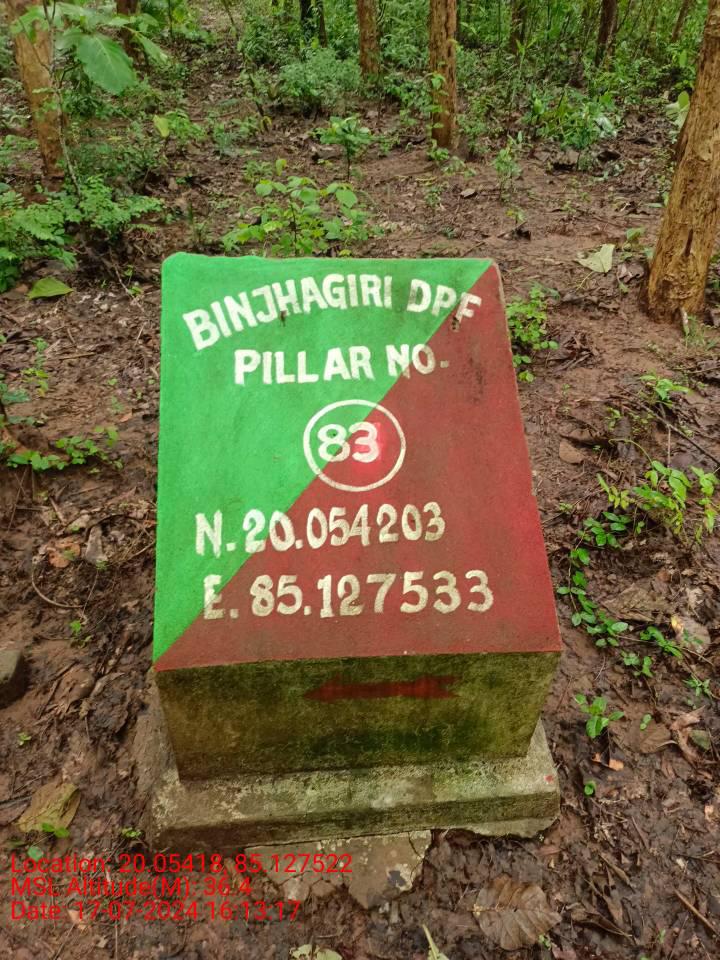 BINJHAGIRI DPF
PILLAR NO.
83
N. 20.054203
E. 85.127533
Location: 20.05418, 85.127522
MSL Altitude(M): 36.4
Date: 17-07-2024 16:13:17